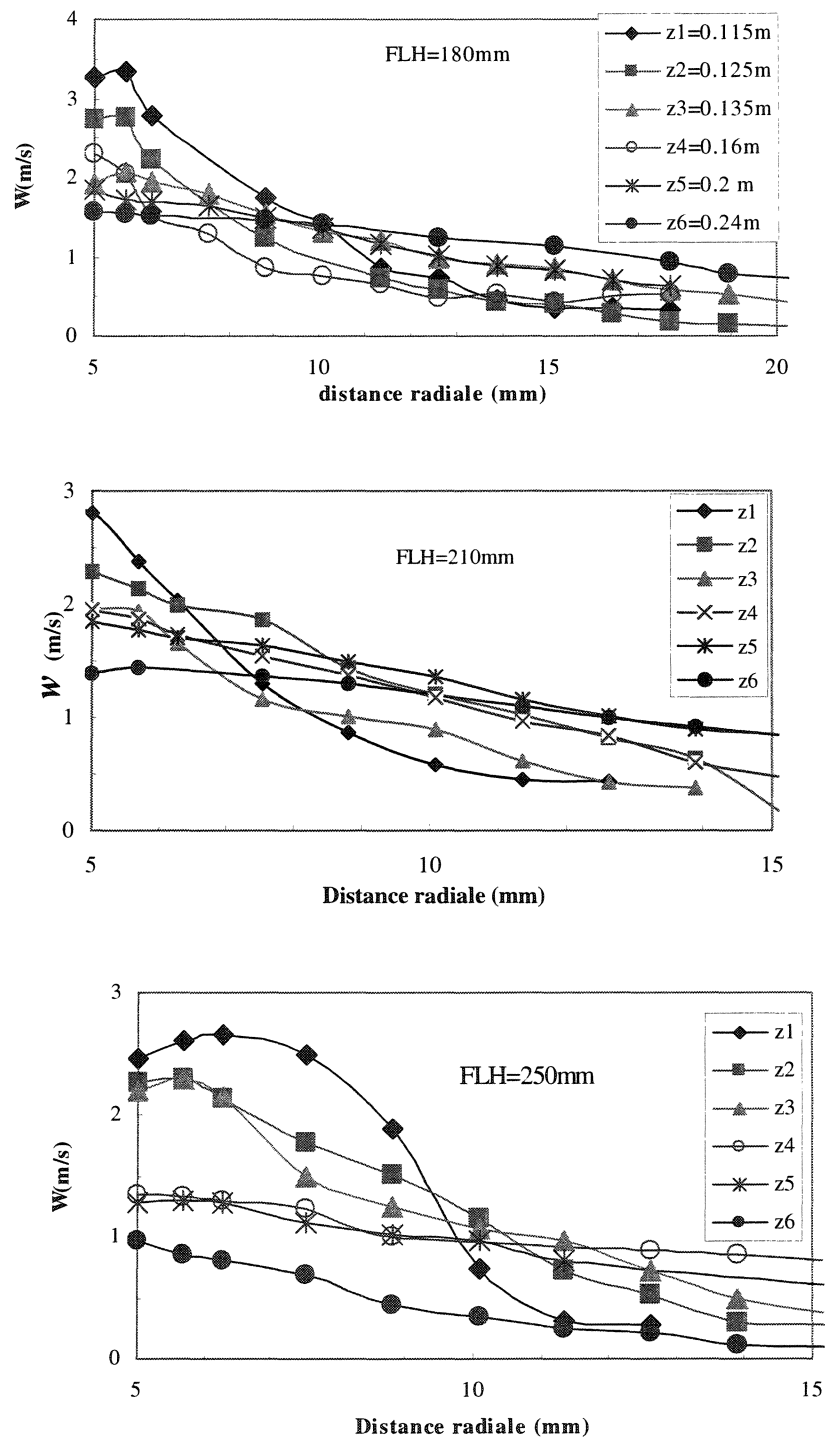 4
3
2
1
0
W(m/s)
FLH=180mm
z1=0.115m
z2=0.125m
z3=0.135m
z4=0.16m
z5=0.2 m
z6=0.24m
5
10
15
20
distance radiale (mm)
3
2
1
0
W (m/s)
FLH=210mm
z1
z2
z3
z4
z5
z6
5
10
15
Distance radiale (mm)
3
2
1
0
W(m/s)
FLH=250mm
z1
z2
z3
z4
z5
z6
5
10
15
Distance radiale (mm)